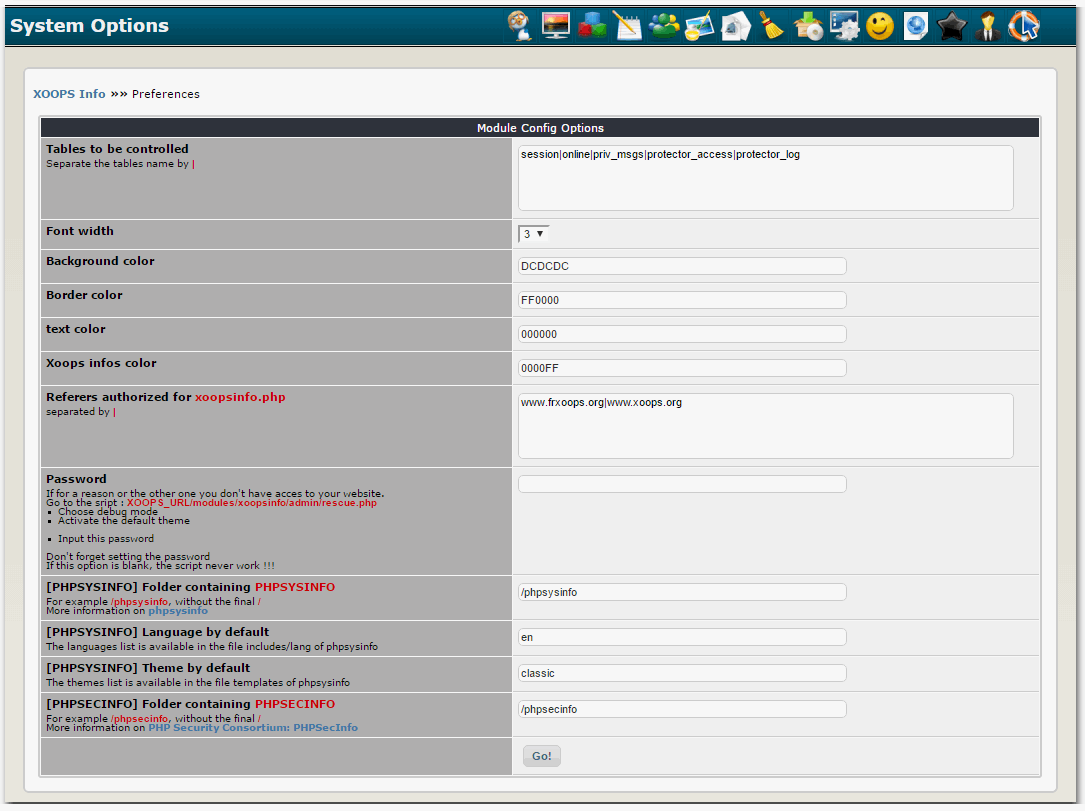 System Options
XOOPS Info »» Preferences
Module Config Options
Tables to be controlled
Separate the tables name by |
session|online|priv_msgs|protector_access|protector_log
Font width
3
Background color
DCDCDC
Border color
FF0000
text color
000000
Xoops infos color
0000FF
Referers authorized for xoopsinfo.php
separated by |
www.frxoops.org|www.xoops.org
Password
If for a reason or the other one you don't have acces to your website.
Go to the sript : XOOPS_URL/modules/xoopsinfo/admin/rescue.php
Choose debug mode
Activate the default theme
Input this password
Don't forget setting the password
If this option is blank, the script never work !!!
[PHPSYSINFO] Folder containing PHPSYSINFO
For example /phpsysinfo, without the final /
More information on phpsysinfo
/phpsysinfo
[PHPSYSINFO] Language by default
The languages list is available in the file includes/lang of phpsysinfo
en
[PHPSYSINFO] Theme by default
The themes list is available in the file templates of phpsysinfo
classic
[PHPSECINFO] Folder containing PHPSECINFO
For example /phpsecinfo, without the final /
More information on PHP Security Consortium: PHPSecInfo
/phpsecinfo
Go!